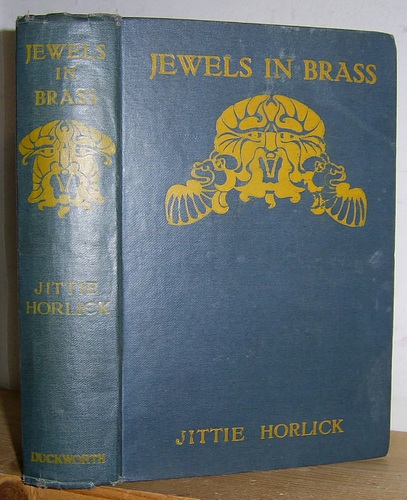 JEWELS
IN
BRASS
JITTIE
HORLICK
DUCKWORTH
JEWELS IN BRASS
JITTIE HORLICK